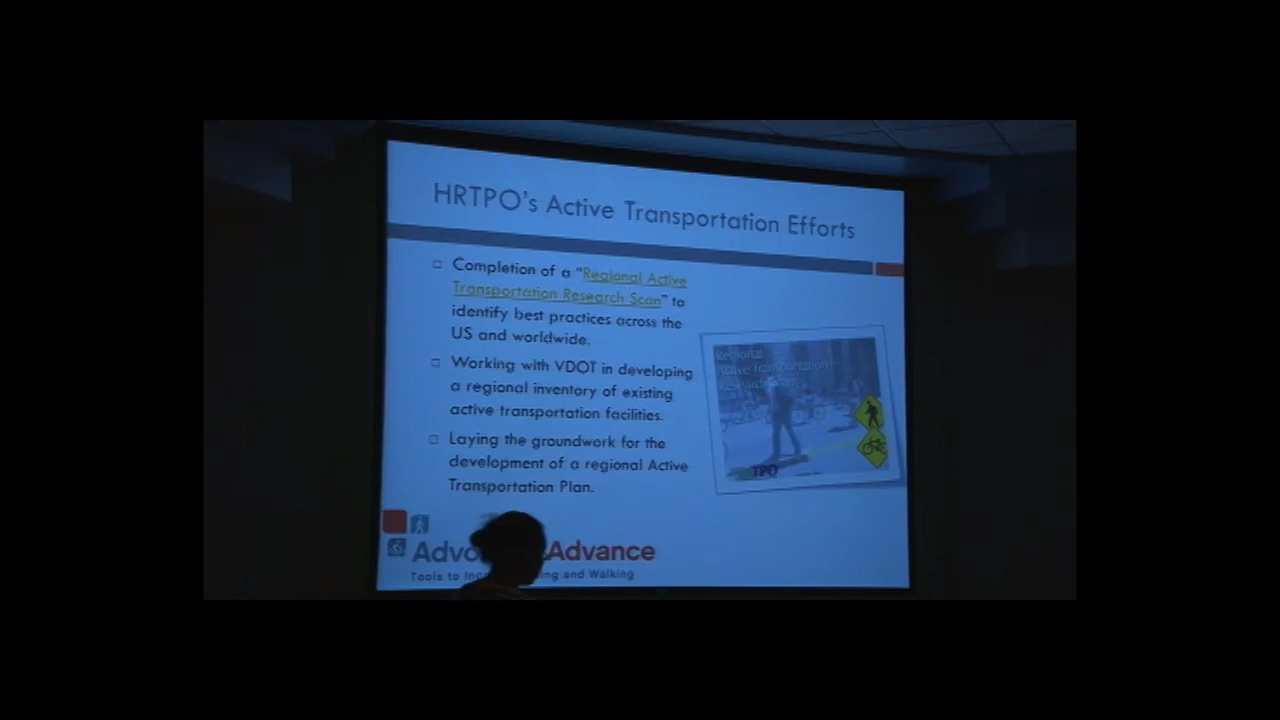 HRTPO's Active Transportation Efforts
Completion of a "Regional Active
Transportation Research Scan" to
identify best practices across the
US and worldwide.
Working with VDOT in developing
a regional inventory of existing
active transportation facilities.
Laying the groundwork for the
development of a regional Active
Transportation Plan.
Regional
Active Transportation
Research Scan
TPO
Advance
Tools to and Walking